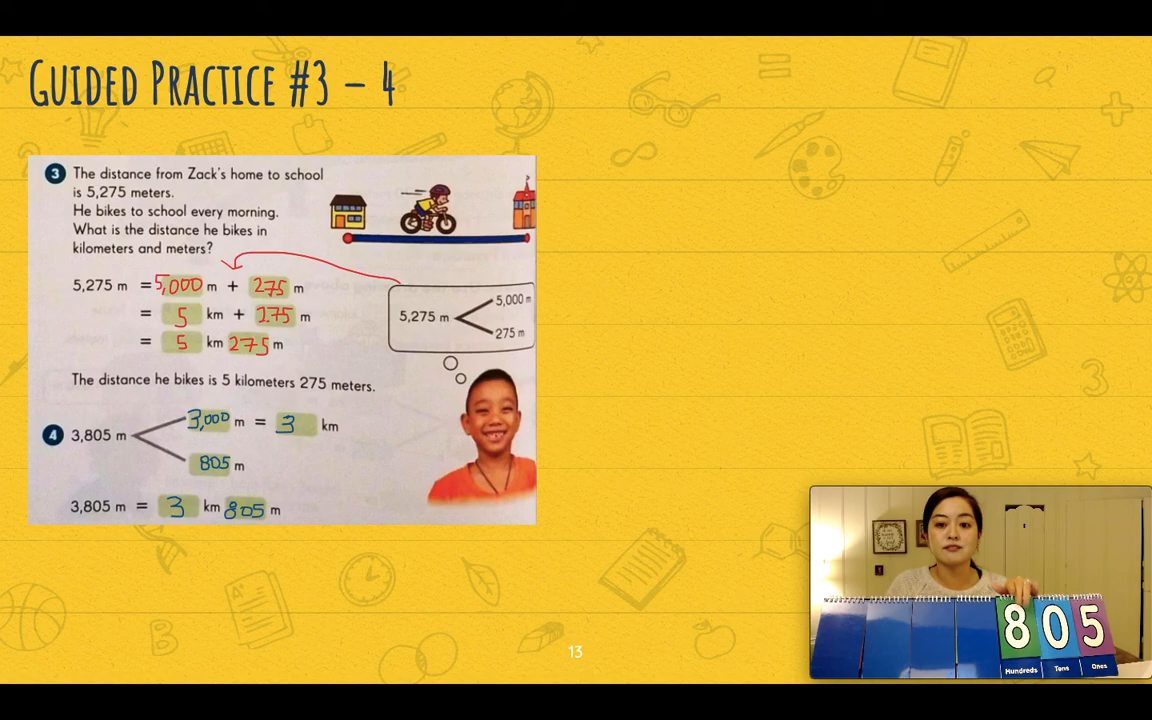 GUIDED PRACTICE #3 – 4
3 The distance from Zack's home to school
is 5,275 meters.
He bikes to school every morning.
What is the distance he bikes in
kilometers and meters?
5,275 m = 5,000 m + 275 m
= 5 km + 275 m
= 5 km 275 m
5,275 m
5,000 m
275 m
The distance he bikes is 5 kilometers 275 meters.
4 3,805 m
3,000 m = 3 km
805 m
3,805 m = 3 km 805 m
13
8 0 5
Hundreds Tens Ones